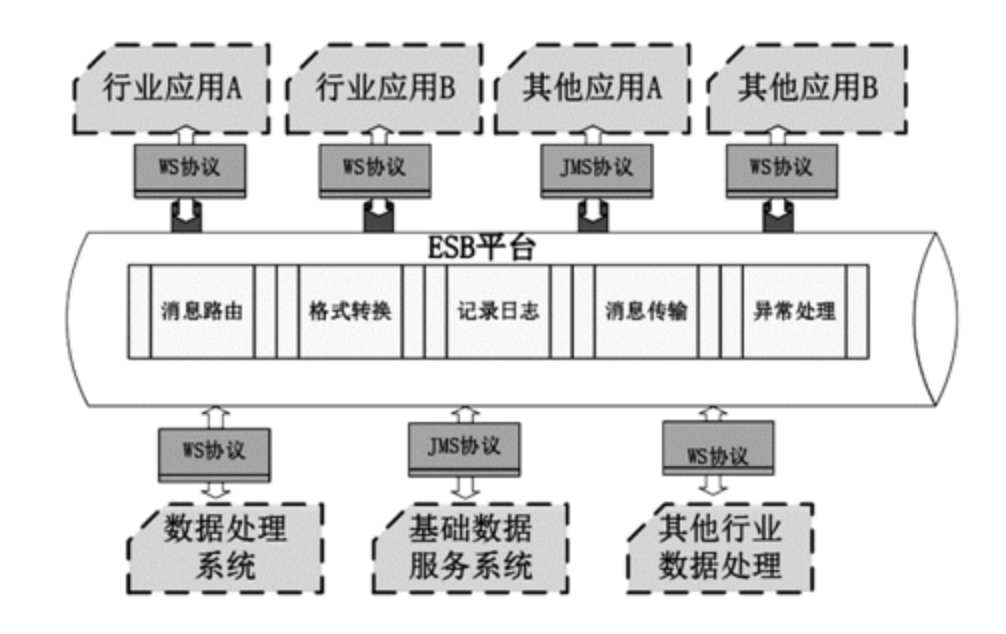 行业应用A
行业应用B
其他应用A
其他应用B
WS协议
WS协议
JMS协议
WS协议
ESB平台
消息路由
格式转换
记录日志
消息传输
异常处理
WS协议
JMS协议
WS协议
数据处理
系统
基础数据
服务系统
其他行业
数据处理